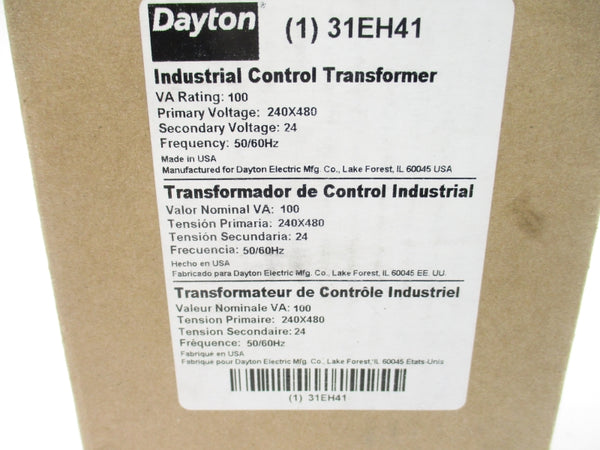 Dayton
(1) 31EH41
Industrial Control Transformer
VA Rating: 100
Primary Voltage: 240X480
Secondary Voltage: 24
Frequency: 50/60Hz
Made in USA
Manufactured for Dayton Electric Mfg. Co., Lake Forest, IL 60045 USA
Transformador de Control Industrial
Valor Nominal VA: 100
Tensión Primaria: 240X480
Tensión Secundaria: 24
Frecuencia: 50/60Hz
Hecho en USA
Fabricado para Dayton Electric Mfg. Co., Lake Forest, IL 60045 EE. UU.
Transformateur de Contrôle Industriel
Valeur Nominale VA: 100
Tension Primaire: 240X480
Tension Secondaire: 24
Fréquence: 50/60Hz
Fabriqué en USA
Fabriqué pour Dayton Electric Mfg. Co., Lake Forest, IL 60045 États-Unis
(1) 31EH41